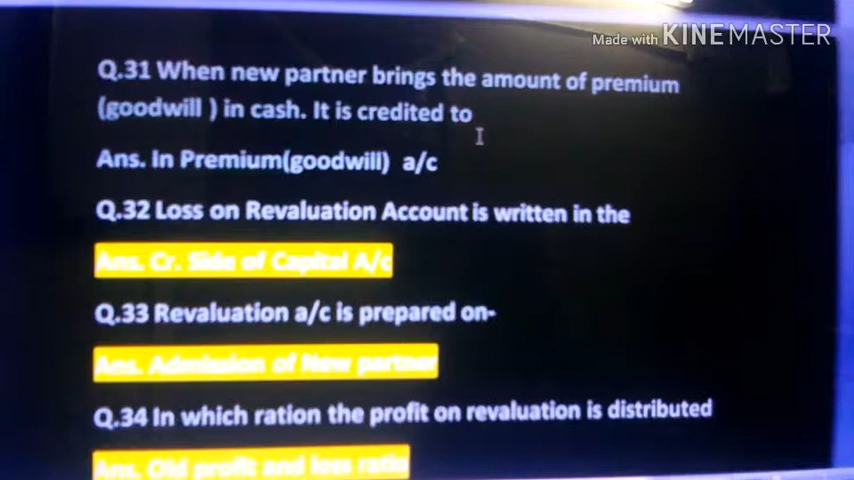 Made with KINEMASTER
Q.31 When new partner brings the amount of premium
(goodwill ) in cash. It is credited to
Ans. In Premium(goodwill) a/c
Q.32 Loss on Revaluation Account is written in the
Ans. Cr. Side of Capital A/c
Q.33 Revaluation a/c is prepared on-
Ans. Admission of New partner
Q.34 In which ration the profit on revaluation is distributed
Ans. Old profit and loss ratio